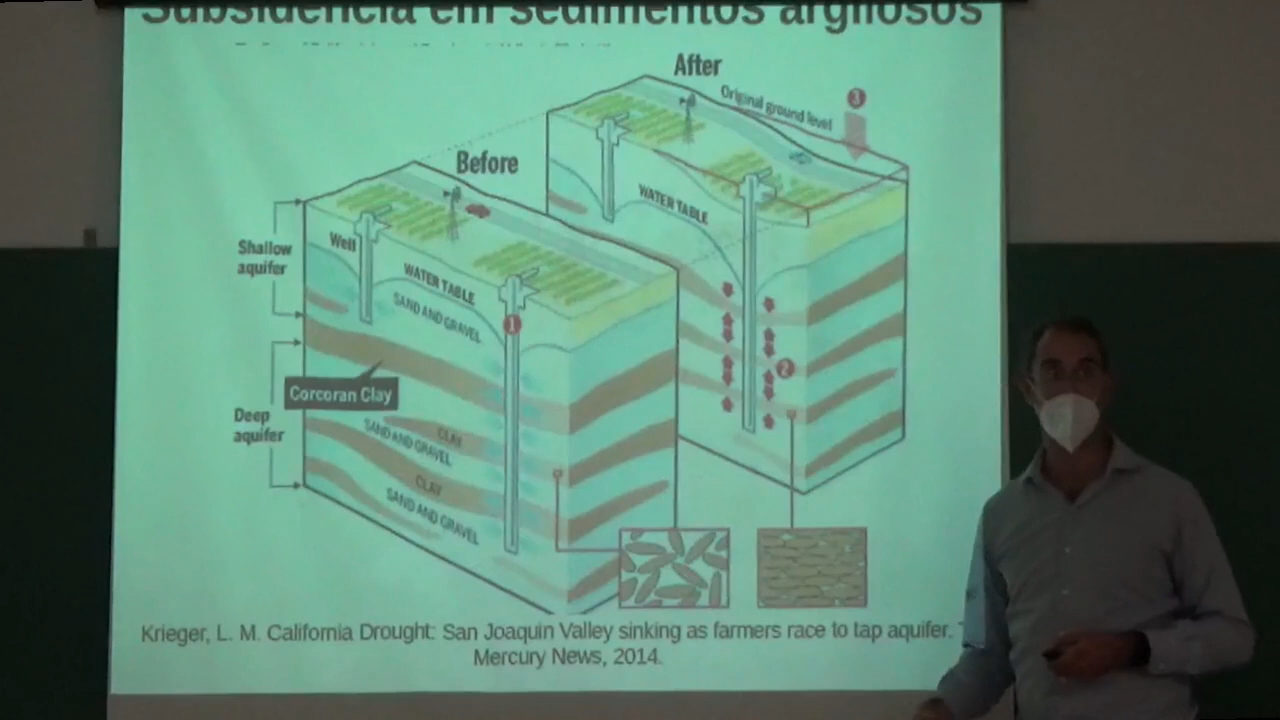 Subsidência em sedimentos argilosos
After
Original ground level
3
Before
WATER TABLE
Shallow
aquifer
Well
WATER TABLE
SAND AND GRAVEL
1
2
Corcoran Clay
Deep
aquifer
CLAY
SAND AND GRAVEL
CLAY
SAND AND GRAVEL
Krieger, L. M. California Drought: San Joaquin Valley sinking as farmers race to tap aquifer.
Mercury News, 2014.